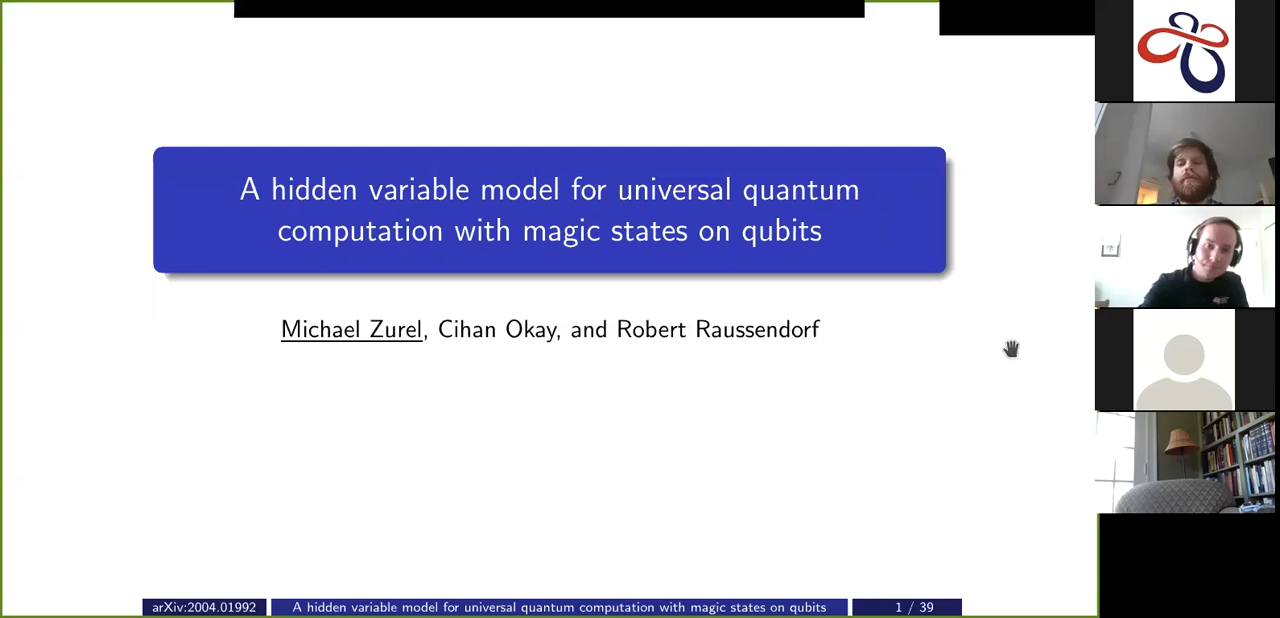 A hidden variable model for universal quantum
computation with magic states on qubits
Michael Zurel, Cihan Okay, and Robert Raussendorf
arXiv:2004.01992
A hidden variable model for universal quantum computation with magic states on qubits
1 / 39